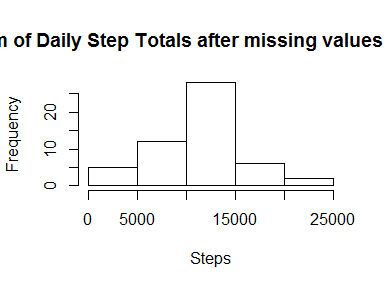 of Daily Step Totals after missing values
20
10
0
Frequency
0 5000 15000 25000
Steps